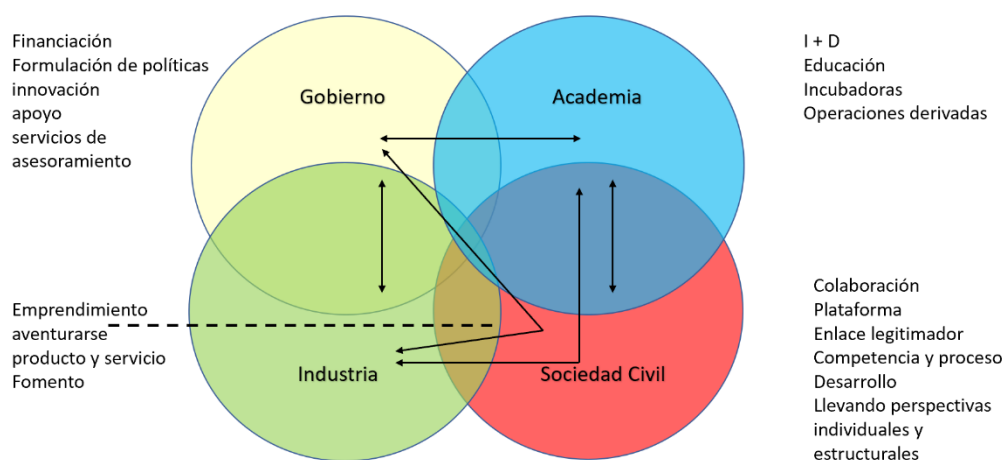 Financiación
Formulación de políticas
innovación
apoyo
servicios de
asesoramiento
Gobierno
Academia
I + D
Educación
Incubadoras
Operaciones derivadas
Emprendimiento
aventurarse
producto y servicio
Fomento
Industria
Sociedad Civil
Colaboración
Plataforma
Enlace legitimador
Competencia y proceso
Desarrollo
Llevando perspectivas
individuales y
estructurales